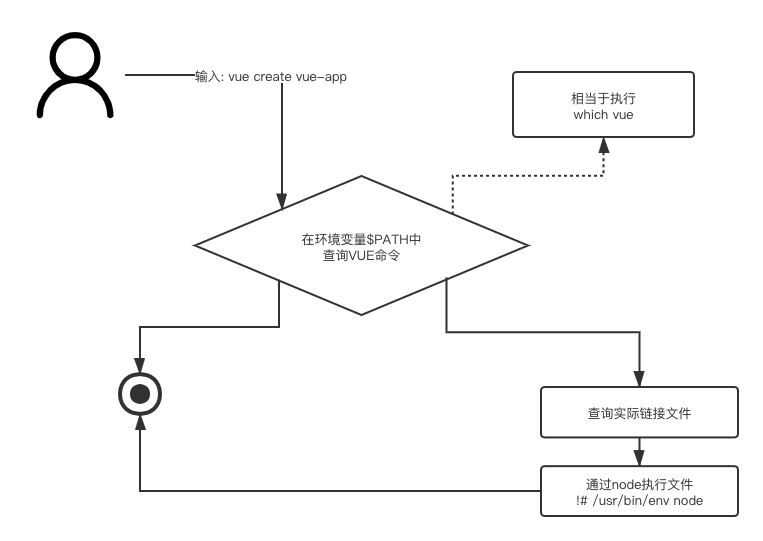 输入: vue create vue-app
相当于执行
which vue
在环境变量$PATH中
查询VUE命令
查询实际链接文件
通过node执行文件
!# /usr/bin/env node